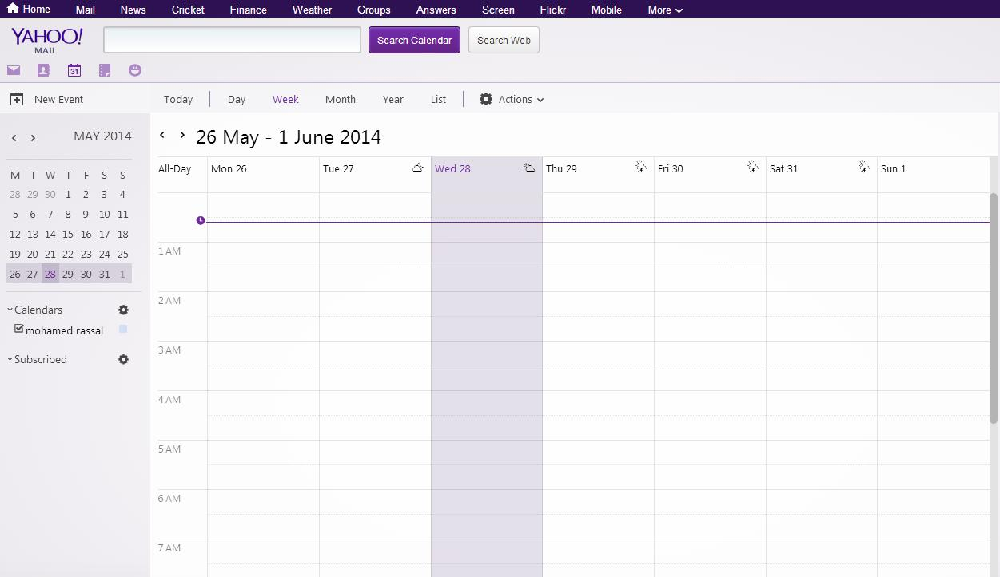 Home Mail News Cricket Finance Weather Groups Answers Screen Flickr Mobile More
YAHOO! MAIL
Search Calendar Search Web
31
New Event
Today Day Week Month Year List Actions
MAY 2014
M T W T F S S
28 29 30 1 2 3 4
5 6 7 8 9 10 11
12 13 14 15 16 17 18
19 20 21 22 23 24 25
26 27 28 29 30 31 1
Calendars
mohamed rassal
Subscribed
26 May - 1 June 2014
All-Day Mon 26 Tue 27 Wed 28 Thu 29 Fri 30 Sat 31 Sun 1
1 AM
2 AM
3 AM
4 AM
5 AM
6 AM
7 AM